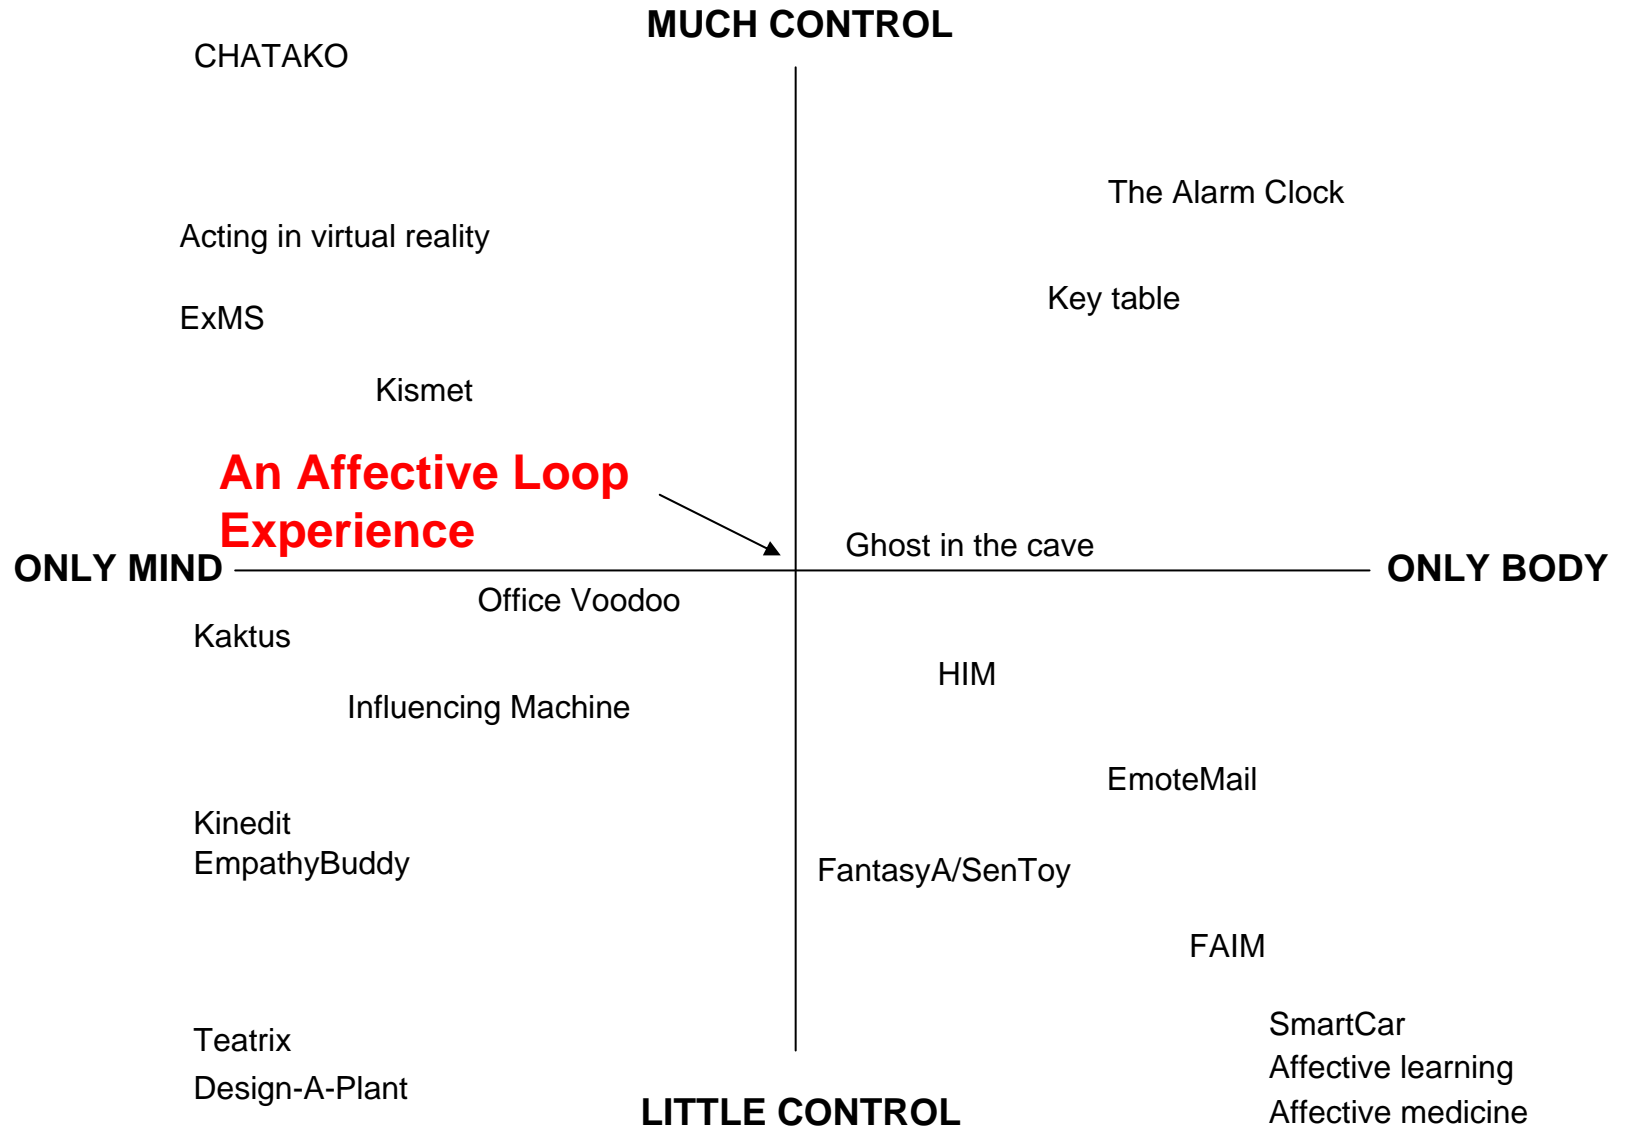 MUCH CONTROL
CHATAKO
The Alarm Clock
Acting in virtual reality
Key table
ExMS
Kismet
An Affective Loop
Experience
Ghost in the cave
ONLY MIND
ONLY BODY
Office Voodoo
Kaktus
HIM
Influencing Machine
EmoteMail
Kinedit
EmpathyBuddy
FantasyA/SenToy
FAIM
SmartCar
Teatrix
Affective learning
Design-A-Plant
LITTLE CONTROL
Affective medicine